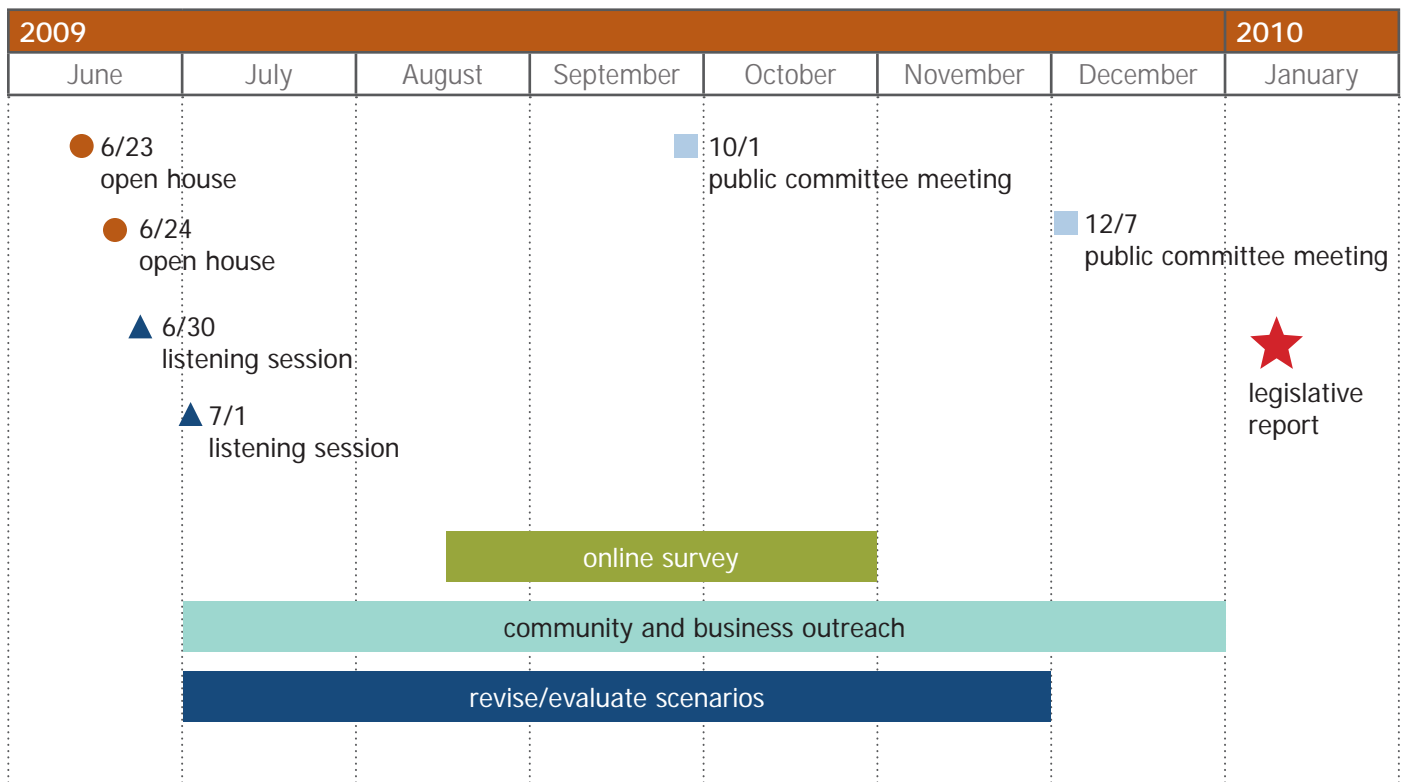 2009 2010
June July August September October November December January
6/23
open house
10/1
public committee meeting
6/24
open house
12/7
public committee meeting
6/30
listening session
legislative
report
7/1
listening session
online survey
community and business outreach
revise/evaluate scenarios